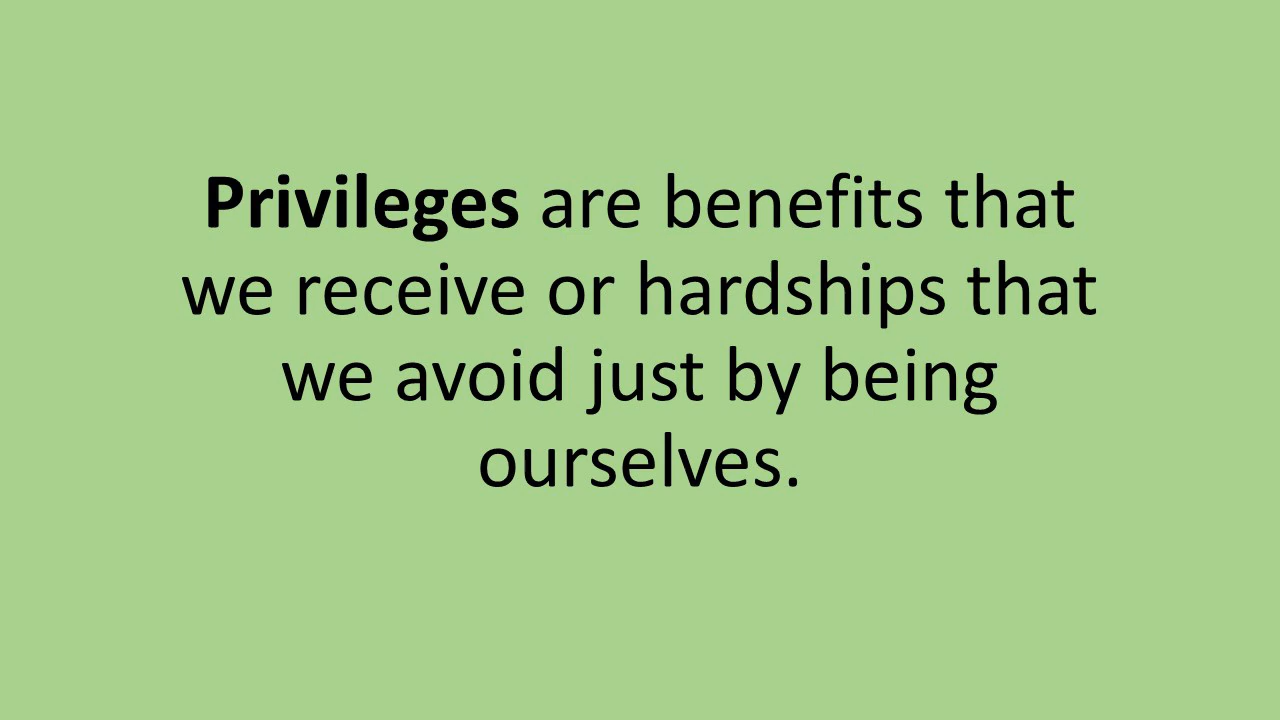 Privileges are benefits that
we receive or hardships that
we avoid just by being
ourselves.